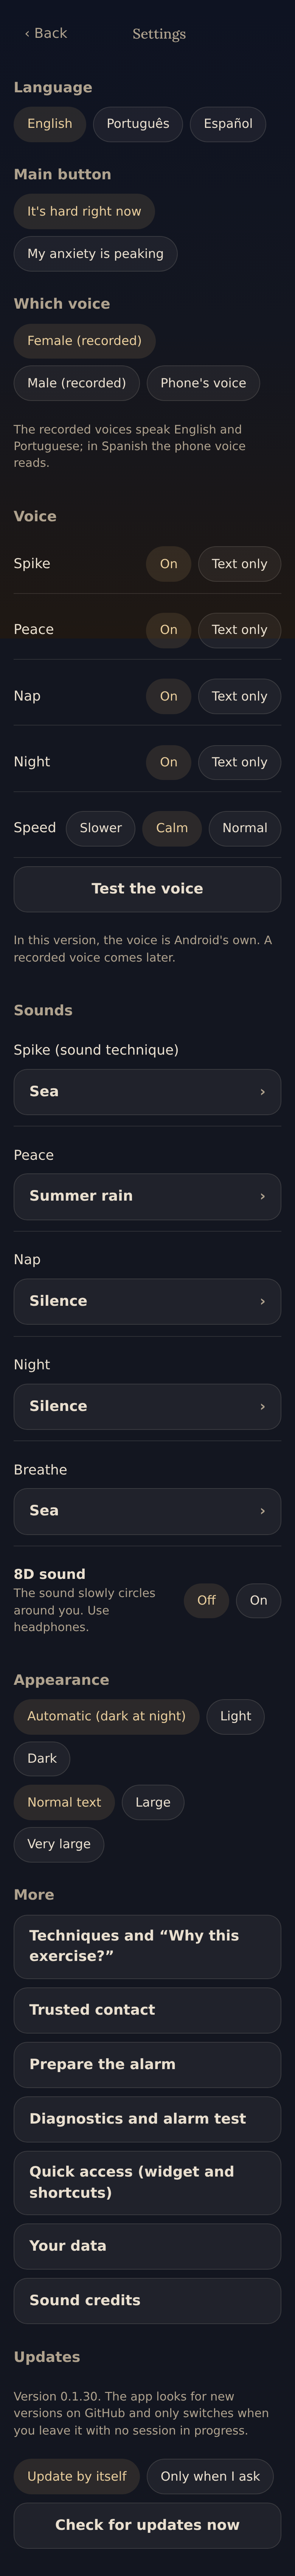 ‹ Back
Settings
Language
English
Português
Español
Main button
It's hard right now
My anxiety is peaking
Which voice
Female (recorded)
Male (recorded)
Phone's voice
The recorded voices speak English and
Portuguese; in Spanish the phone voice
reads.
Voice
Spike
On
Text only
Peace
On
Text only
Nap
On
Text only
Night
On
Text only
Speed
Slower
Calm
Normal
Test the voice
In this version, the voice is Android's own. A
recorded voice comes later.
Sounds
Spike (sound technique)
Sea ›
Peace
Summer rain ›
Nap
Silence ›
Night
Silence ›
Breathe
Sea ›
8D sound
The sound slowly circles
around you. Use
headphones.
Off
On
Appearance
Automatic (dark at night)
Light
Dark
Normal text
Large
Very large
More
Techniques and “Why this
exercise?”
Trusted contact
Prepare the alarm
Diagnostics and alarm test
Quick access (widget and
shortcuts)
Your data
Sound credits
Updates
Version 0.1.30. The app looks for new
versions on GitHub and only switches when
you leave it with no session in progress.
Update by itself
Only when I ask
Check for updates now